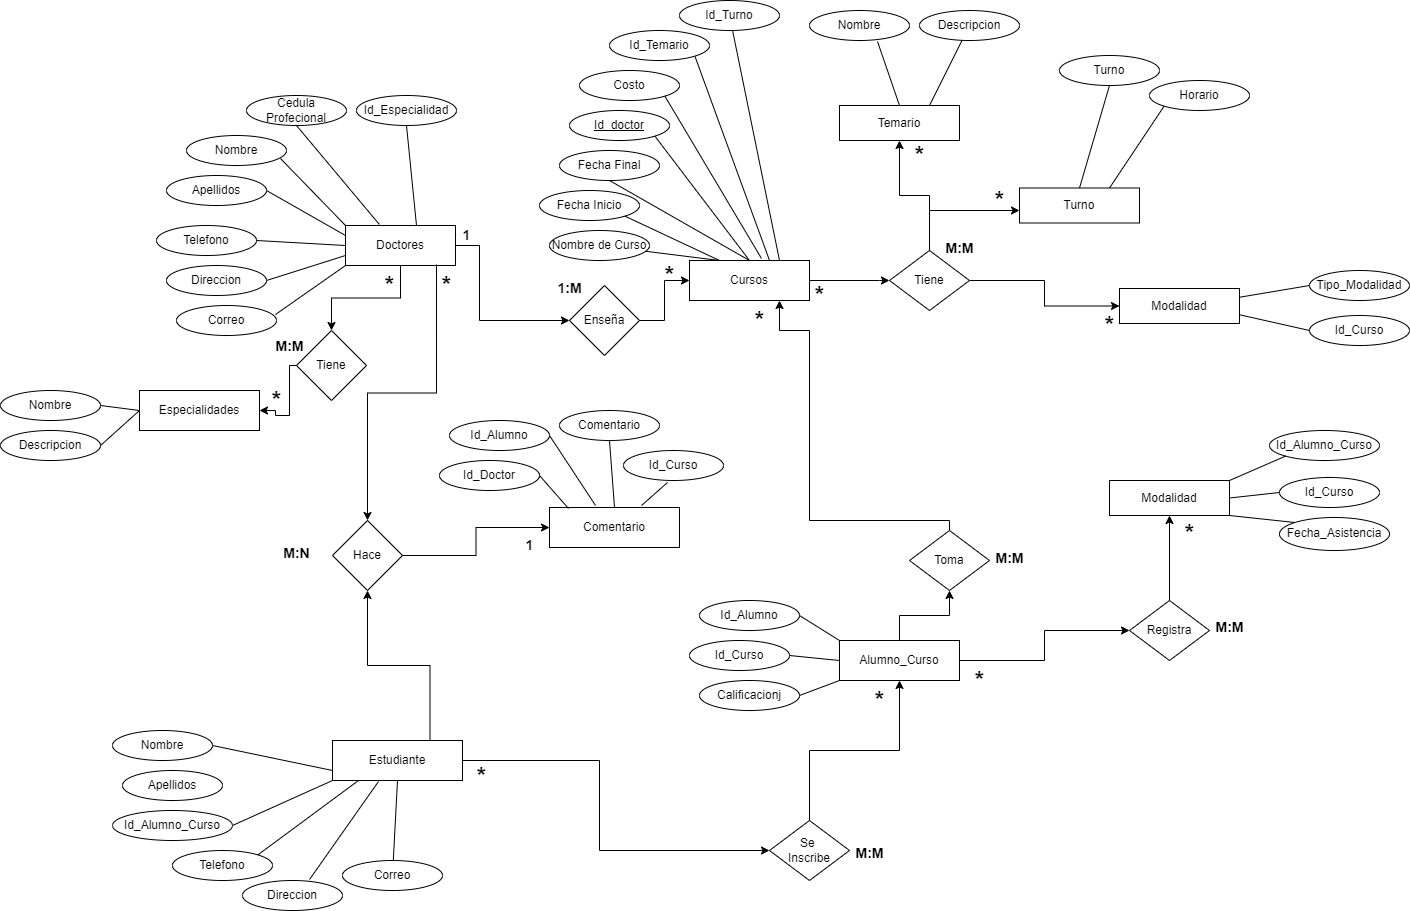 Id_Turno
Nombre
Descripcion
Id_Temario
Turno
Costo
Horario
Cedula
Profecional
Id_Especialidad
Id_doctor
Temario
*
Nombre
Fecha Final
Apellidos
*
Fecha Inicio
Turno
Telefono
Doctores
1
Nombre de Curso
M:M
Direccion
*
*
*
Cursos
*
Tiene
Tipo_Modalidad
1:M
Modalidad
Correo
Enseña
*
*
Id_Curso
M:M
Tiene
*
Nombre
Especialidades
Descripcion
Id_Alumno
Comentario
Id_Curso
Id_Doctor
Id_Alumno_Curso
Id_Curso
Modalidad
Comentario
*
Fecha_Asistencia
1
M:N
Hace
Toma
M:M
Id_Alumno
Registra
M:M
Id_Curso
Alumno_Curso
*
Calificacionj
*
Nombre
Estudiante
*
Apellidos
Id_Alumno_Curso
Se
Inscribe
M:M
Telefono
Correo
Direccion